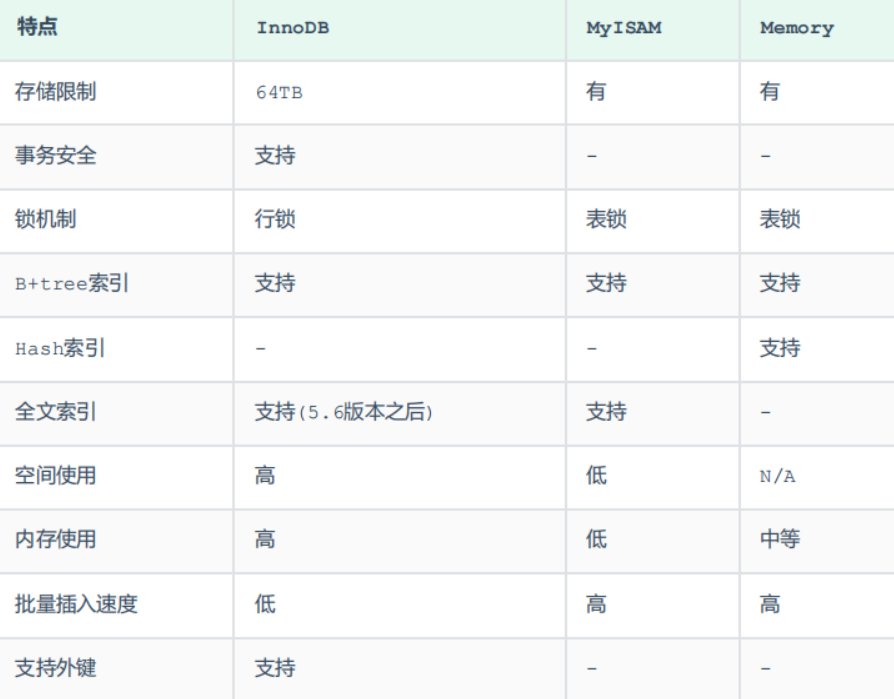 特点 InnoDB MyISAM Memory
存储限制 64TB 有 有
事务安全 支持 - -
锁机制 行锁 表锁 表锁
B+tree索引 支持 支持 支持
Hash索引 - - 支持
全文索引 支持(5.6版本之后) 支持 -
空间使用 高 低 N/A
内存使用 高 低 中等
批量插入速度 低 高 高
支持外键 支持 - -